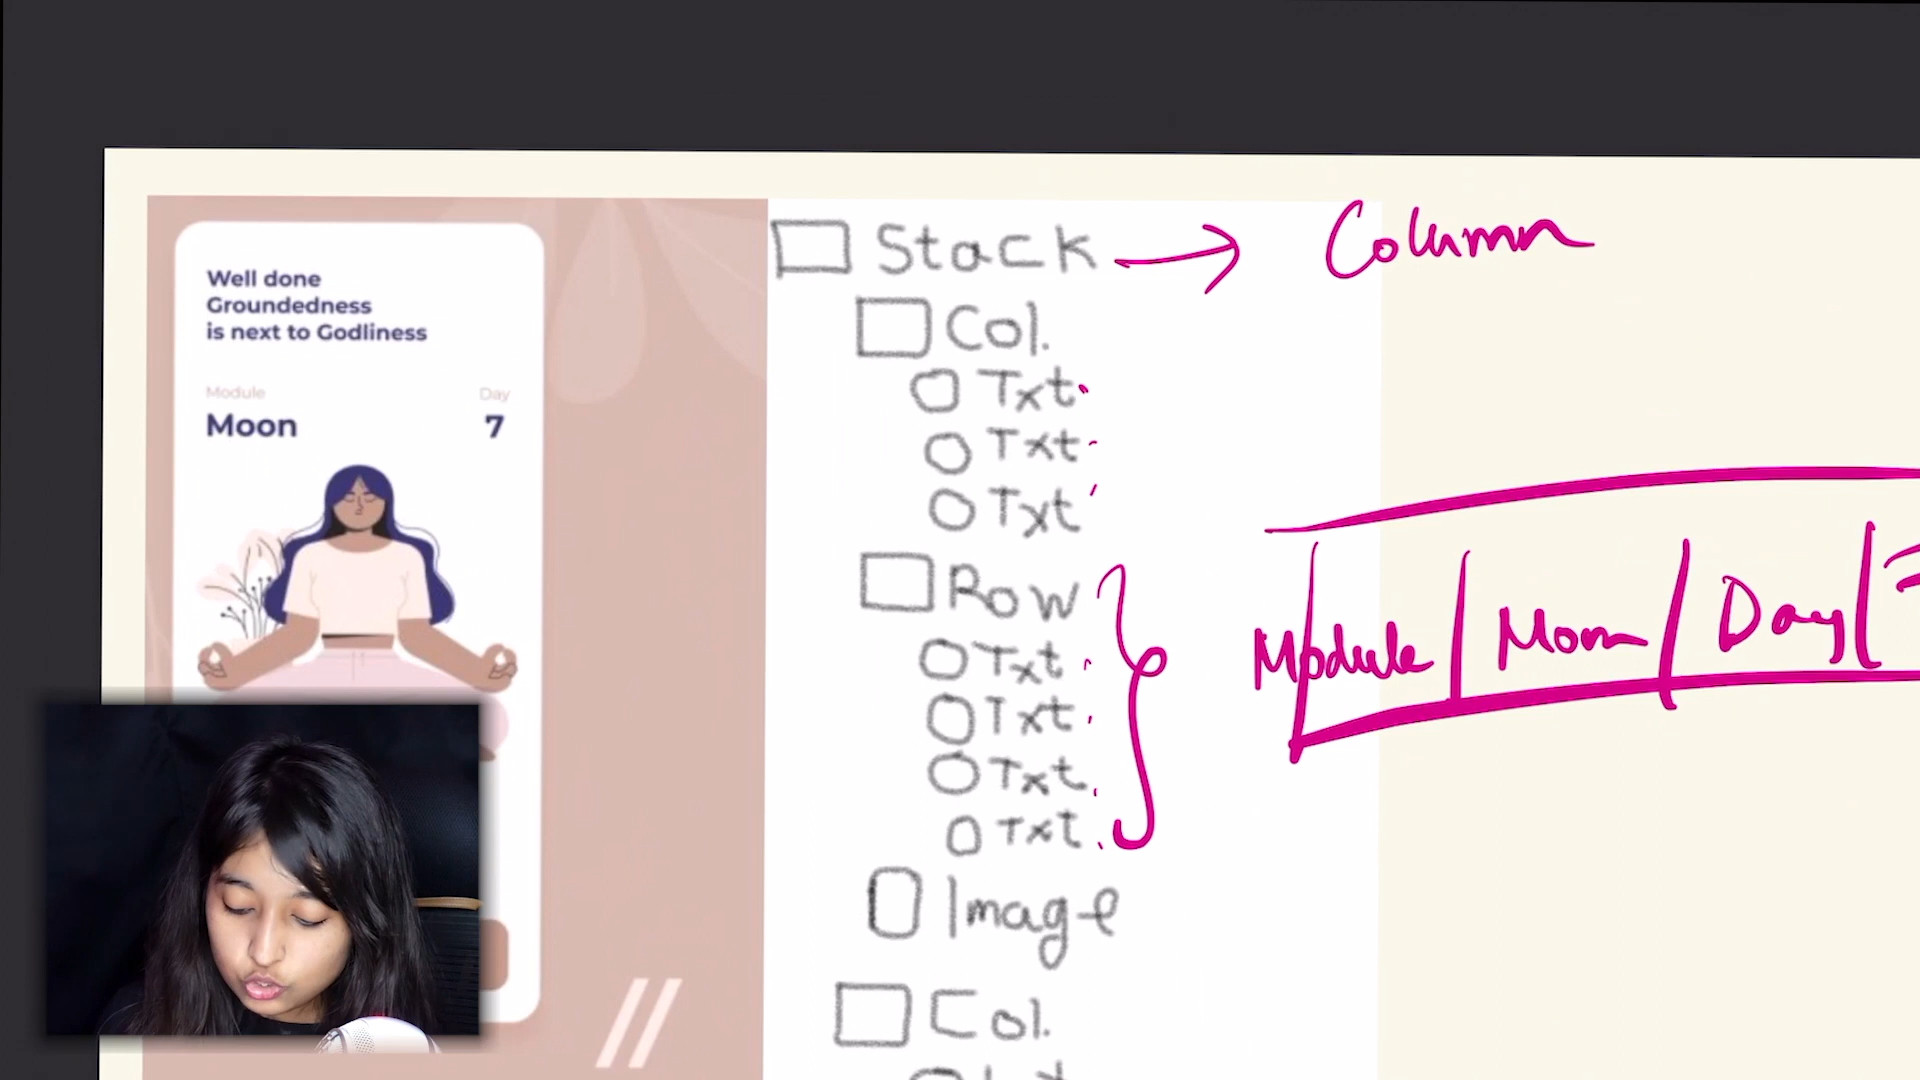 Well done
Groundedness
is next to Godliness
Module Day
Moon 7
Stack → Column
Col.
Txt
Txt
Txt
Row
Txt
Txt
Txt
Txt
Module | Moon | Day |
Image
Col.